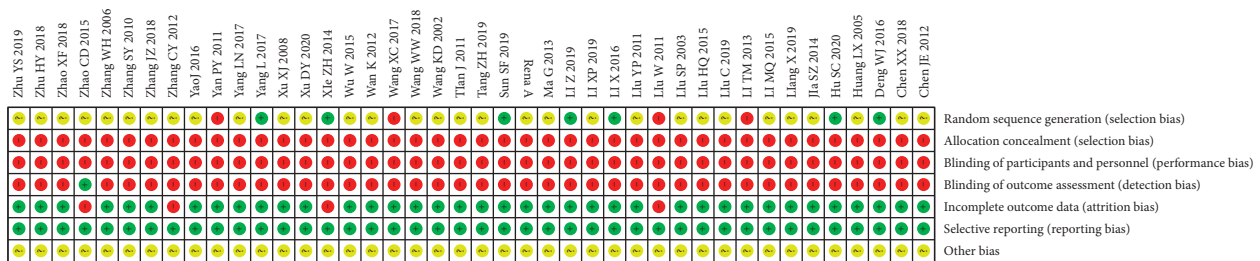 Zhu YS 2019
Zhu HY 2018
Zhao XF 2018
Zhao CD 2015
Zhang WH 2006
Zhang SY 2010
Zhang JZ 2018
Zhang CY 2012
YaoJ 2016
Yan PY 2011
Yang LN 2017
Yang L 2017
Xu XJ 2008
Xu DY 2020
XIe ZH 2014
Wu W 2015
Wan K 2012
Wang XC 2017
Wang WW 2018
Wang KD 2002
TIan J 2011
Tang ZH 2019
Sun SF 2019
Rena A
Ma G 2013
LI Z 2019
LI XP 2019
LI X 2016
LIu YP 2011
LIu W 2011
LIu SP 2003
LIu HQ 2015
LIu C 2019
LI TM 2013
LI MQ 2015
LIang X 2019
JIa SZ 2014
Hu SC 2020
Huang LX 2005
Deng WJ 2016
Chen XX 2018
Chen JE 2012
Random sequence generation (selection bias)
Allocation concealment (selection bias)
Blinding of participants and personnel (performance bias)
Blinding of outcome assessment (detection bias)
Incomplete outcome data (attrition bias)
Selective reporting (reporting bias)
Other bias